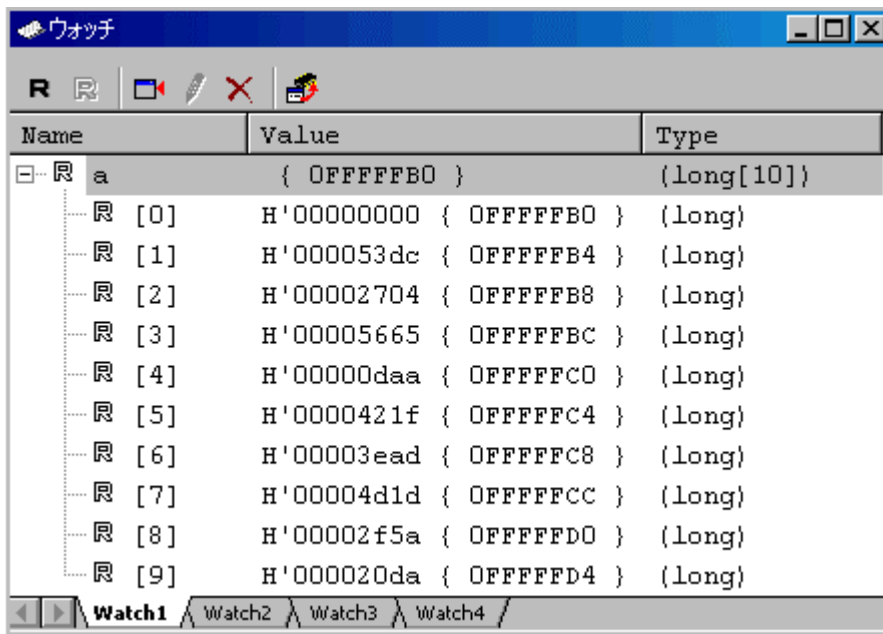 ウォッチ
R R
Name Value Type
R a { 0FFFFFB0 } (long[10])
R [0] H'00000000 { 0FFFFFB0 } (long)
R [1] H'000053dc { 0FFFFFB4 } (long)
R [2] H'00002704 { 0FFFFFB8 } (long)
R [3] H'00005665 { 0FFFFFBC } (long)
R [4] H'00000daa { 0FFFFFC0 } (long)
R [5] H'0000421f { 0FFFFFC4 } (long)
R [6] H'00003ead { 0FFFFFC8 } (long)
R [7] H'00004d1d { 0FFFFFCC } (long)
R [8] H'00002f5a { 0FFFFFD0 } (long)
R [9] H'000020da { 0FFFFFD4 } (long)
Watch1 Watch2 Watch3 Watch4